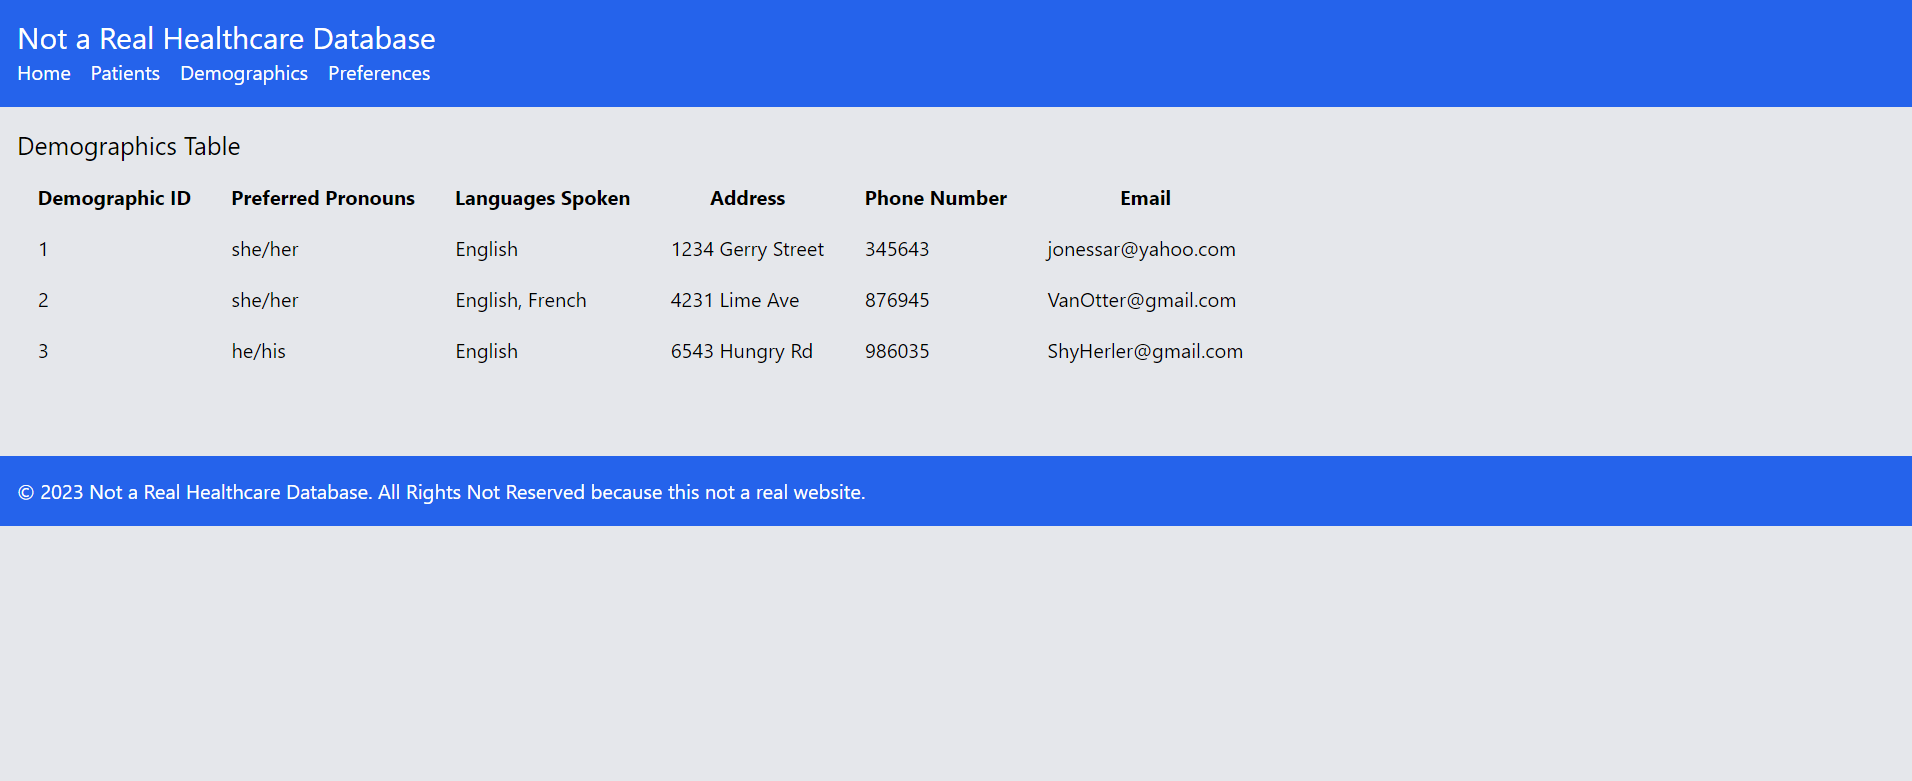 Not a Real Healthcare Database
Home Patients Demographics Preferences
Demographics Table
Demographic ID Preferred Pronouns Languages Spoken Address Phone Number Email
1 she/her English 1234 Gerry Street 345643 jonessar@yahoo.com
2 she/her English, French 4231 Lime Ave 876945 VanOtter@gmail.com
3 he/his English 6543 Hungry Rd 986035 ShyHerler@gmail.com
© 2023 Not a Real Healthcare Database. All Rights Not Reserved because this not a real website.